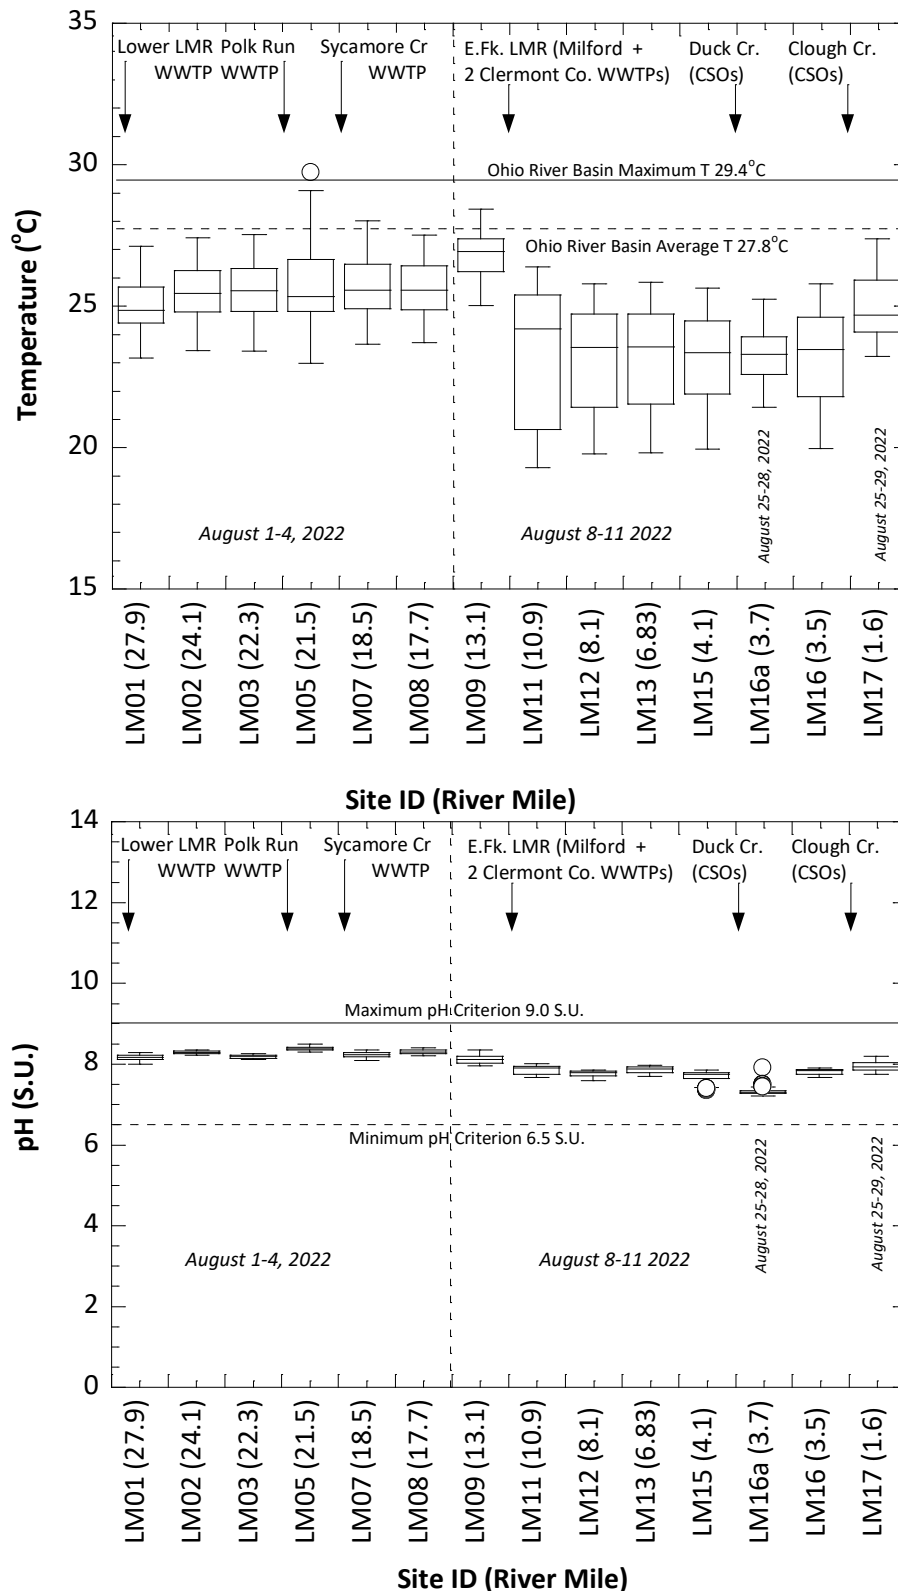 35
Lower LMR Polk Run Sycamore Cr E.Fk. LMR (Milford + Duck Cr. Clough Cr.
WWTP WWTP WWTP 2 Clermont Co. WWTPs) (CSOs) (CSOs)
30
Ohio River Basin Maximum T 29.4°C
Ohio River Basin Average T 27.8°C
25
Temperature (°C)
20
August 25-28, 2022
August 25-29, 2022
August 1-4, 2022 August 8-11 2022
15
LM01 (27.9)
LM02 (24.1)
LM03 (22.3)
LM05 (21.5)
LM07 (18.5)
LM08 (17.7)
LM09 (13.1)
LM11 (10.9)
LM12 (8.1)
LM13 (6.83)
LM15 (4.1)
LM16a (3.7)
LM16 (3.5)
LM17 (1.6)
Site ID (River Mile)
14
Lower LMR Polk Run Sycamore Cr E.Fk. LMR (Milford + Duck Cr. Clough Cr.
WWTP WWTP WWTP 2 Clermont Co. WWTPs) (CSOs) (CSOs)
12
10
Maximum pH Criterion 9.0 S.U.
8
pH (S.U.)
Minimum pH Criterion 6.5 S.U.
6
August 25-28, 2022
August 25-29, 2022
4
August 1-4, 2022 August 8-11 2022
2
0
LM01 (27.9)
LM02 (24.1)
LM03 (22.3)
LM05 (21.5)
LM07 (18.5)
LM08 (17.7)
LM09 (13.1)
LM11 (10.9)
LM12 (8.1)
LM13 (6.83)
LM15 (4.1)
LM16a (3.7)
LM16 (3.5)
LM17 (1.6)
Site ID (River Mile)